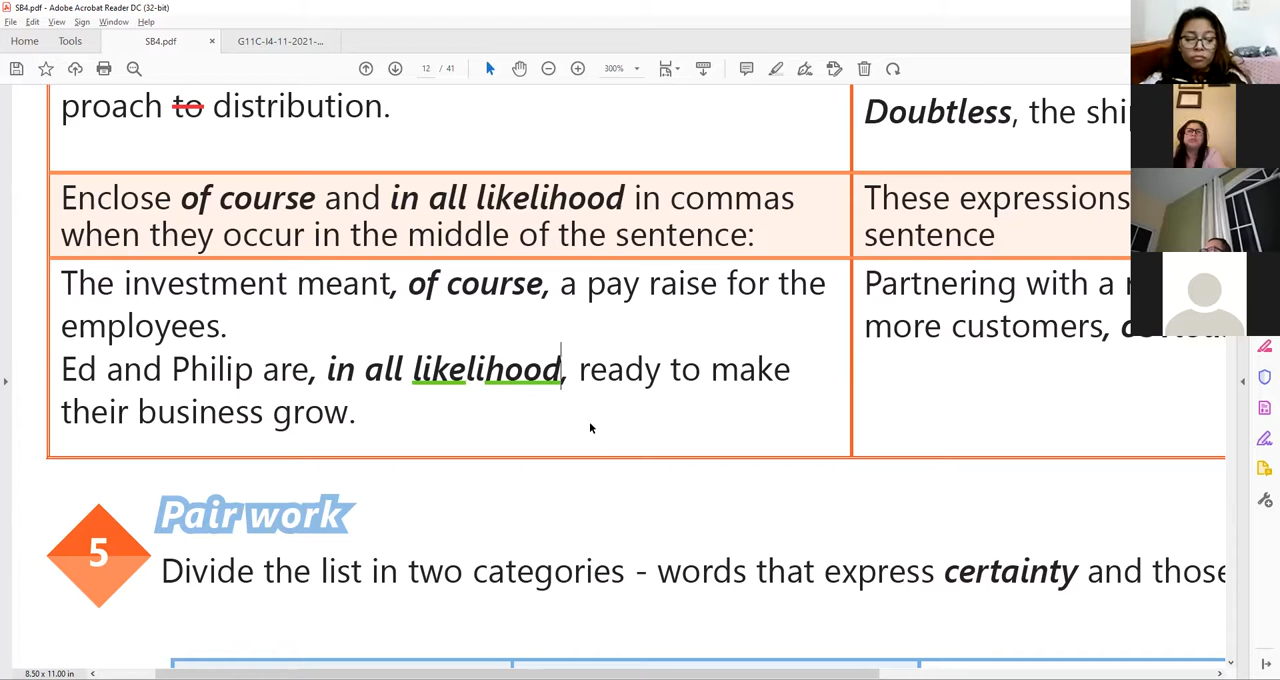 SB4.pdf - Adobe Acrobat Reader DC (32-bit)
File Edit View Sign Window Help
Home Tools SB4.pdf × G11C-I4-11-2021-...
12 / 41 300%
proach to distribution.
Doubtless, the
Enclose of course and in all likelihood in commas
when they occur in the middle of the sentence:
These expressions
sentence
The investment meant, of course, a pay raise for the
employees.
Ed and Philip are, in all likelihood, ready to make
their business grow.
Partnering with a
more customers,
Pair work
5
Divide the list in two categories - words that express certainty and those
8.50 x 11.00 in